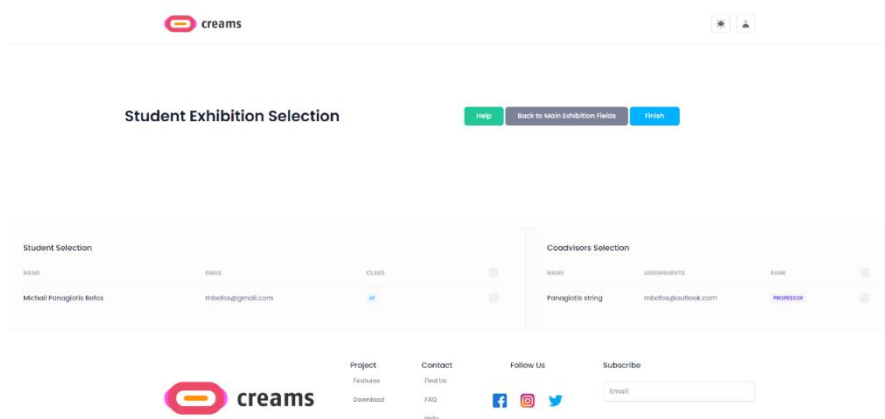 creams
Student Exhibition Selection
Help
Back to Main Exhibition Fields
Finish
Student Selection
NAME EMAIL CLASS
Michail Panagiotis Bofos mbofos@gmail.com
Coadvisors Selection
NAME ASSIGNMENTS RANK
Panagiotis string mbofos@outlook.com PROFESSOR
creams
Project
Features
Download
Contact
Find Us
FAQ
Help
Follow Us
Subscribe
Email